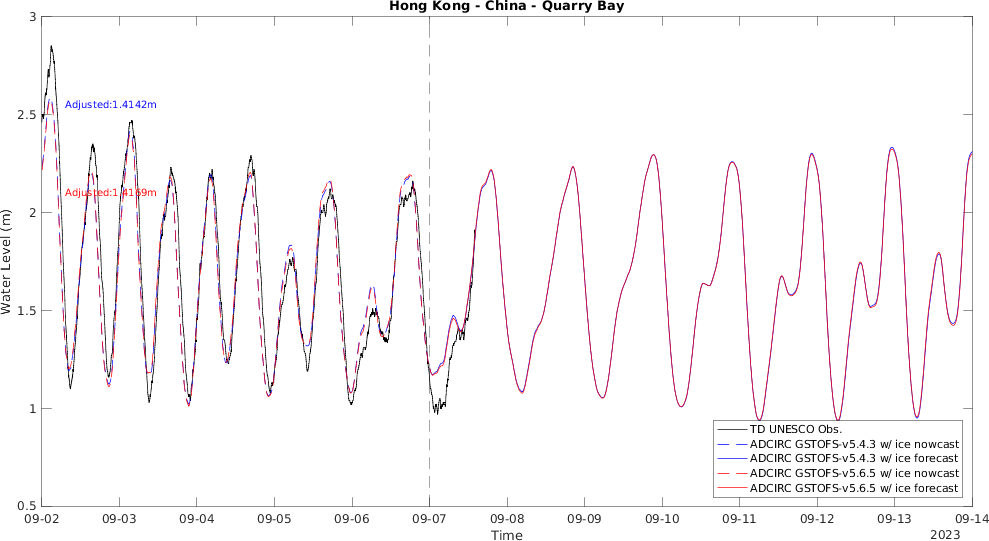 Hong Kong - China - Quarry Bay
Water Level (m)
3
2.5
2
1.5
1
0.5
Adjusted:1.4142m
Adjusted:1.4169m
TD UNESCO Obs.
ADCIRC GSTOFS-v5.4.3 w/ ice nowcast
ADCIRC GSTOFS-v5.4.3 w/ ice forecast
ADCIRC GSTOFS-v5.6.5 w/ ice nowcast
ADCIRC GSTOFS-v5.6.5 w/ ice forecast
09-02 09-03 09-04 09-05 09-06 09-07 09-08 09-09 09-10 09-11 09-12 09-13 09-14
Time
2023